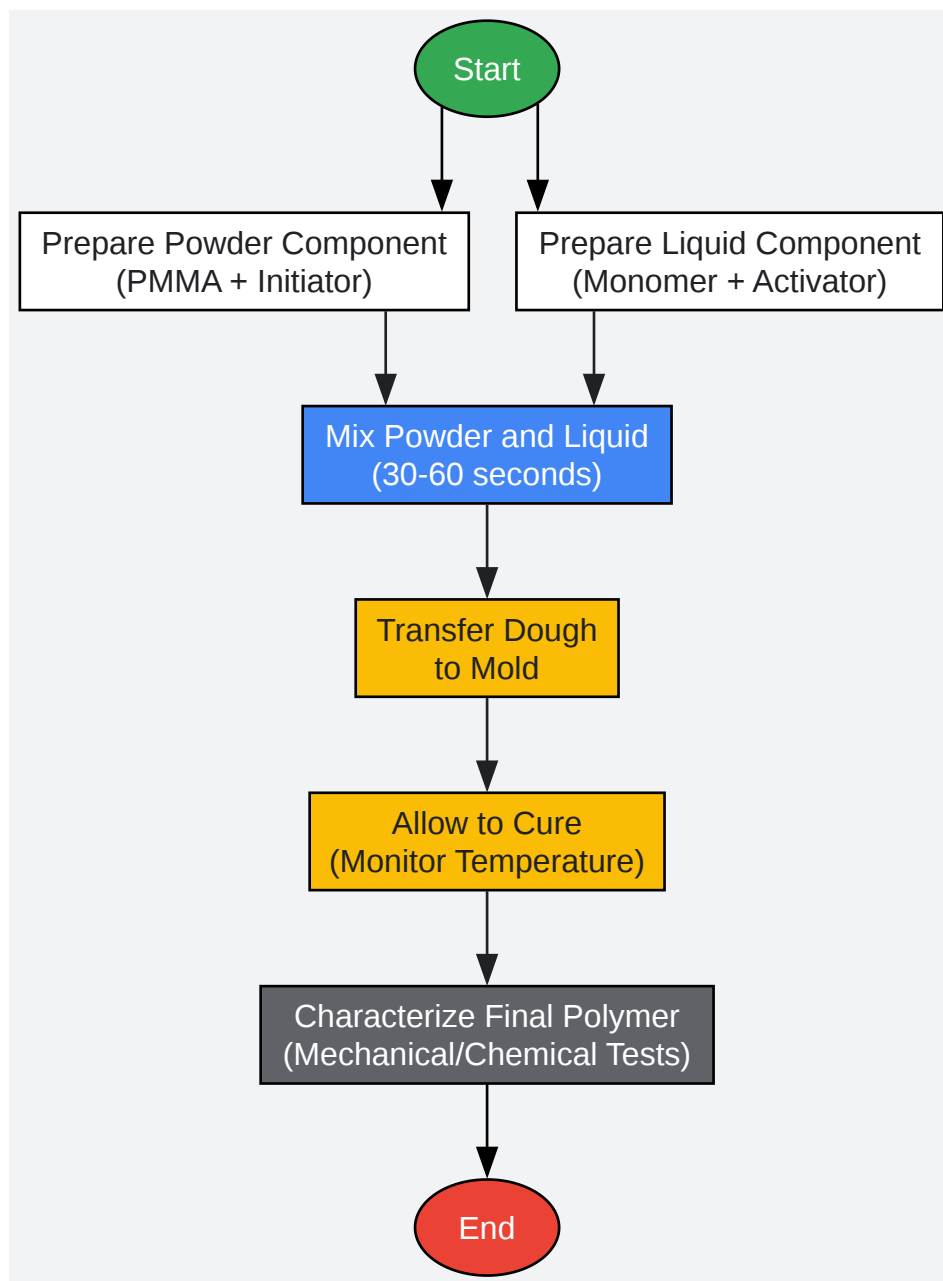 Start
Prepare Powder Component
(PMMA + Initiator)
Prepare Liquid Component
(Monomer + Activator)
Mix Powder and Liquid
(30-60 seconds)
Transfer Dough
to Mold
Allow to Cure
(Monitor Temperature)
Characterize Final Polymer
(Mechanical/Chemical Tests)
End